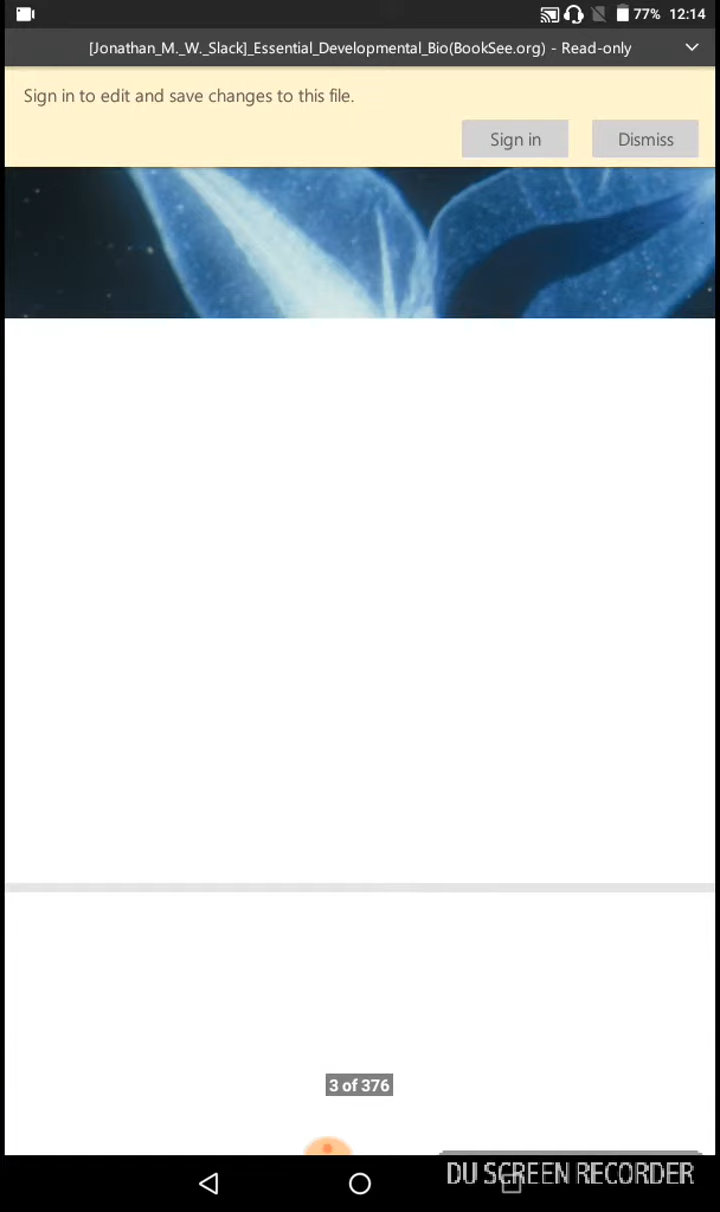 77% 12:14
[Jonathan_M._W._Slack]_Essential_Developmental_Bio(BookSee.org) - Read-only
Sign in to edit and save changes to this file.
Sign in Dismiss
3 of 376
DU SCREEN RECORDER